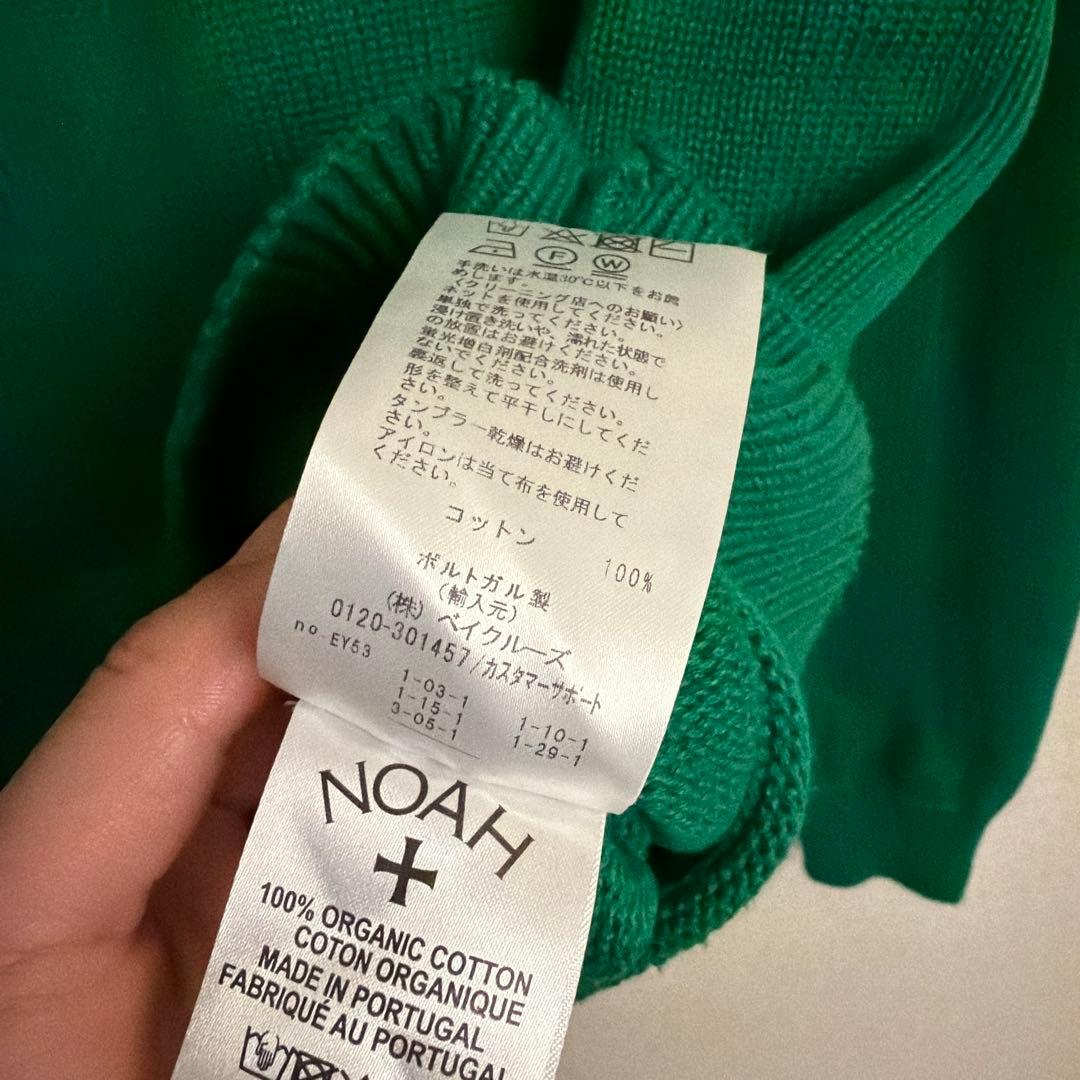 F W
手洗いは水温30℃以下をお薦
めします。
〈クリーニング店へのお願い〉
ネットを使用してください。
単独で洗ってください。
浸け置き洗いや、濡れた状態で
の放置はお避けください。
蛍光増白剤配合洗剤は使用し
ないでください。
裏返して洗ってください。
形を整えて平干しにしてくだ
さい。
タンブラー乾燥はお避けくだ
さい。
アイロンは当て布を使用して
ください。
コットン 100%
ポルトガル製
(輸入元)
(株) ベイクルーズ
0120-301457/カスタマーサポート
no EY53
1-03-1
1-15-1 1-10-1
3-05-1 1-29-1
NOAH
100% ORGANIC COTTON
COTON ORGANIQUE
MADE IN PORTUGAL
FABRIQUÉ AU PORTUGAL